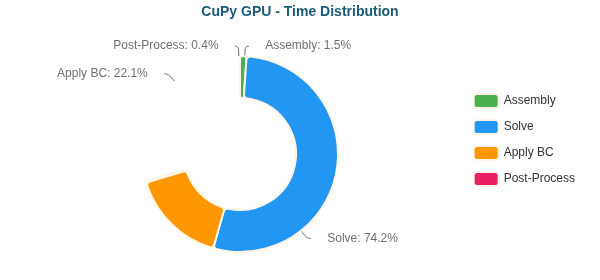 CuPy GPU - Time Distribution
Post-Process: 0.4%
Assembly: 1.5%
Apply BC: 22.1%
Solve: 74.2%
Assembly
Solve
Apply BC
Post-Process